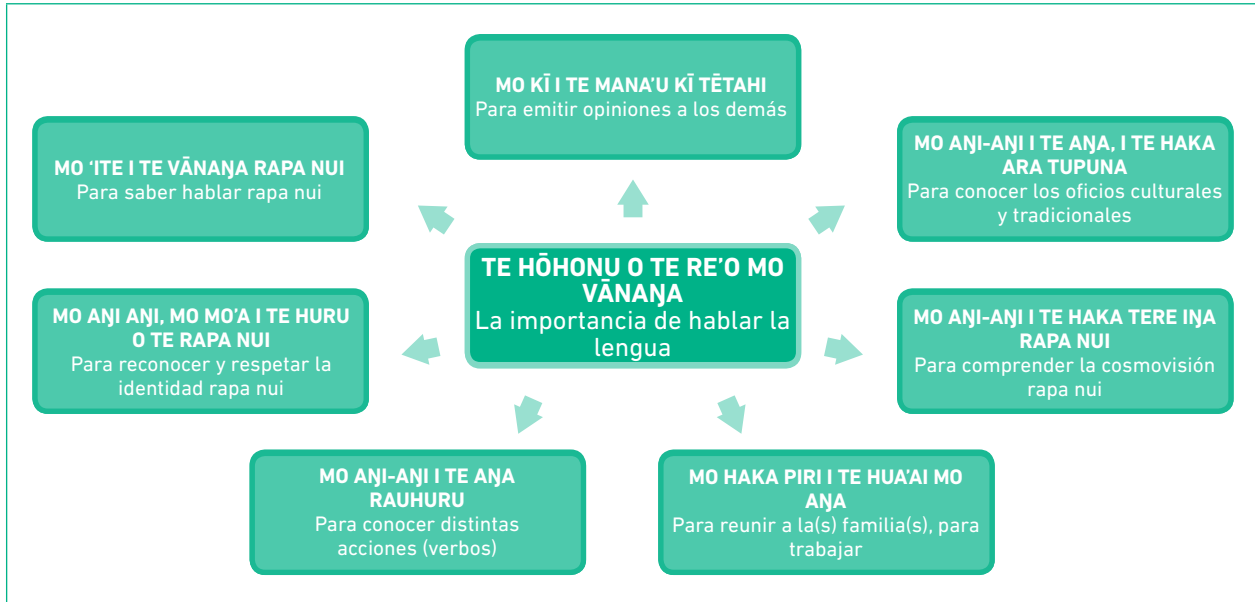 MO KĪ I TE MANA'U KĪ TĒTAHI
Para emitir opiniones a los demás
MO 'ITE I TE VĀNAŊA RAPA NUI
Para saber hablar rapa nui
MO AŊI-AŊI I TE AŊA, I TE HAKA
ARA TUPUNA
Para conocer los oficios culturales
y tradicionales
TE HŌHONU O TE RE'O MO
VĀNAŊA
La importancia de hablar la
lengua
MO AŊI AŊI, MO MO'A I TE HURU
O TE RAPA NUI
Para reconocer y respetar la
identidad rapa nui
MO AŊI-AŊI I TE HAKA TERE IŊA
RAPA NUI
Para comprender la cosmovisión
rapa nui
MO AŊI-AŊI I TE AŊA
RAUHURU
Para conocer distintas
acciones (verbos)
MO HAKA PIRI I TE HUA'AI MO
AŊA
Para reunir a la(s) familia(s), para
trabajar